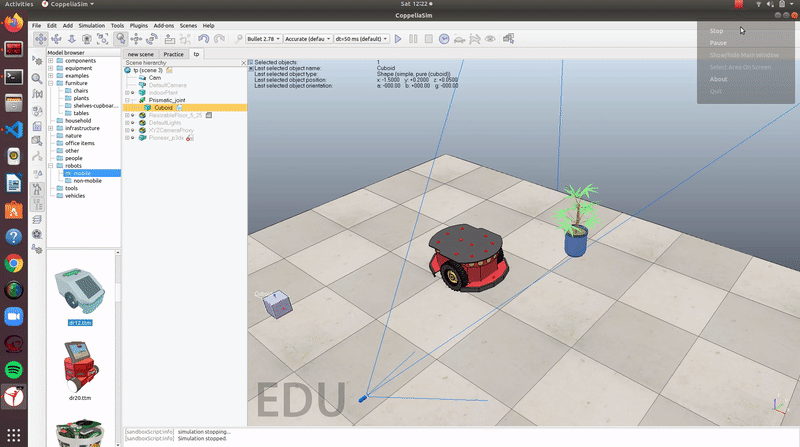 Activities
Sat 12:22
CoppeliaSim
File Edit Add Simulation Tools Plugins Add-ons Scenes Help
Bullet 2.78
Accurate (defau
dt=50 ms (default)
Stop
Pause
Show/hide Main Window
Select Area On Screen
About
Quit
Model browser
components
equipment
examples
furniture
chairs
plants
shelves-cupboar
tables
household
infrastructure
nature
office items
other
people
robots
mobile
non-mobile
tools
vehicles
dr12.ttm
dr20.ttm
new scene Practice tp
Scene hierarchy
tp (scene 3)
Cam
DefaultCamera
Prismatic_joint
Cuboid
ResizableFloor_5_25
DefaultLights
XYZCameraProxy
Pioneer_p3dx
Selected objects: 1
Last selected object name: Cuboid
Last selected object type: Shape (simple, pure (cuboid))
Last selected object position: x: -1.5000 y: +0.2000 z: +0.0500
Last selected object orientation: a: -000.00 b: +000.00 g: -000.00
EDU
[sandboxScript:info] simulation stopping...
[sandboxScript:info] Simulation stopped.